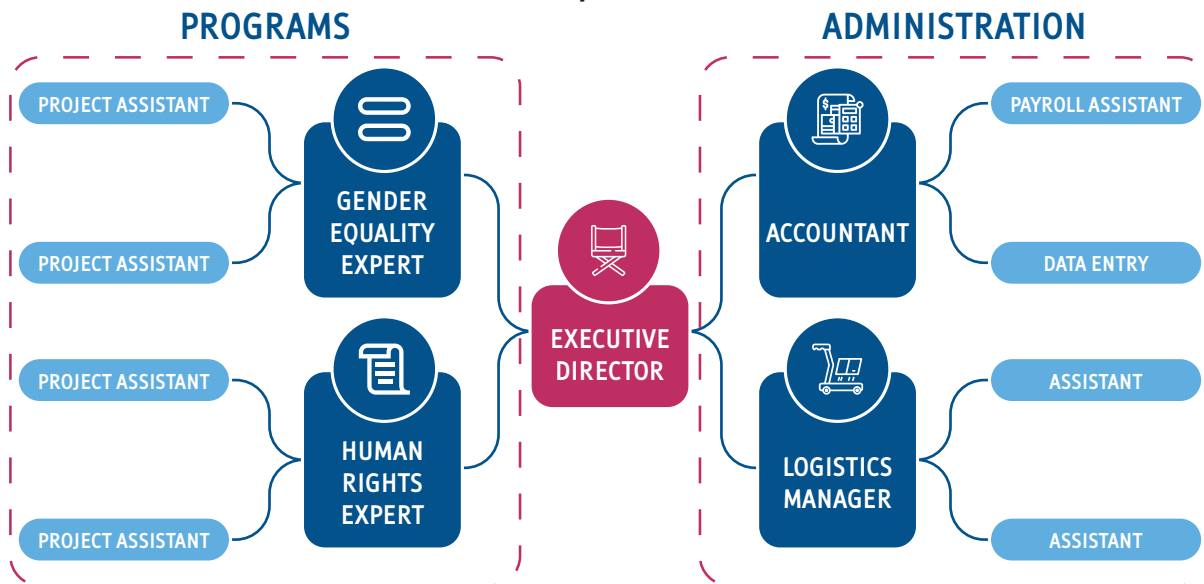 PROGRAMS
ADMINISTRATION
PROJECT ASSISTANT
PROJECT ASSISTANT
GENDER
EQUALITY
EXPERT
PROJECT ASSISTANT
PROJECT ASSISTANT
HUMAN
RIGHTS
EXPERT
EXECUTIVE
DIRECTOR
ACCOUNTANT
PAYROLL ASSISTANT
DATA ENTRY
LOGISTICS
MANAGER
ASSISTANT
ASSISTANT